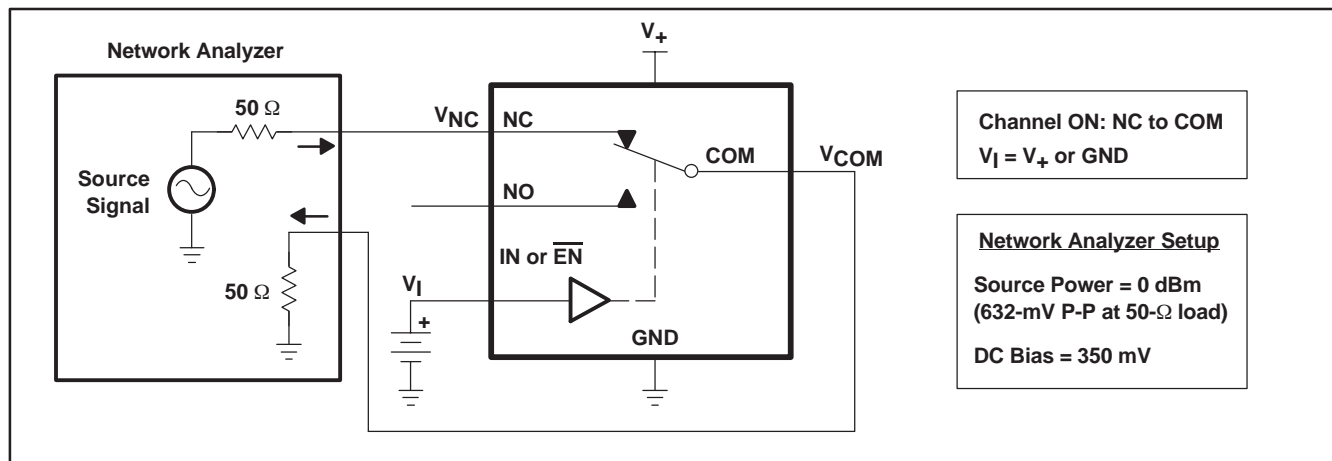 Network Analyzer
50 Ω
Source
Signal
50 Ω
V+
VNC
NC
COM
VCOM
NO
IN or E̅N̅
VI
+
GND
Channel ON: NC to COM
VI = V+ or GND
Network Analyzer Setup
Source Power = 0 dBm
(632-mV P-P at 50-Ω load)
DC Bias = 350 mV